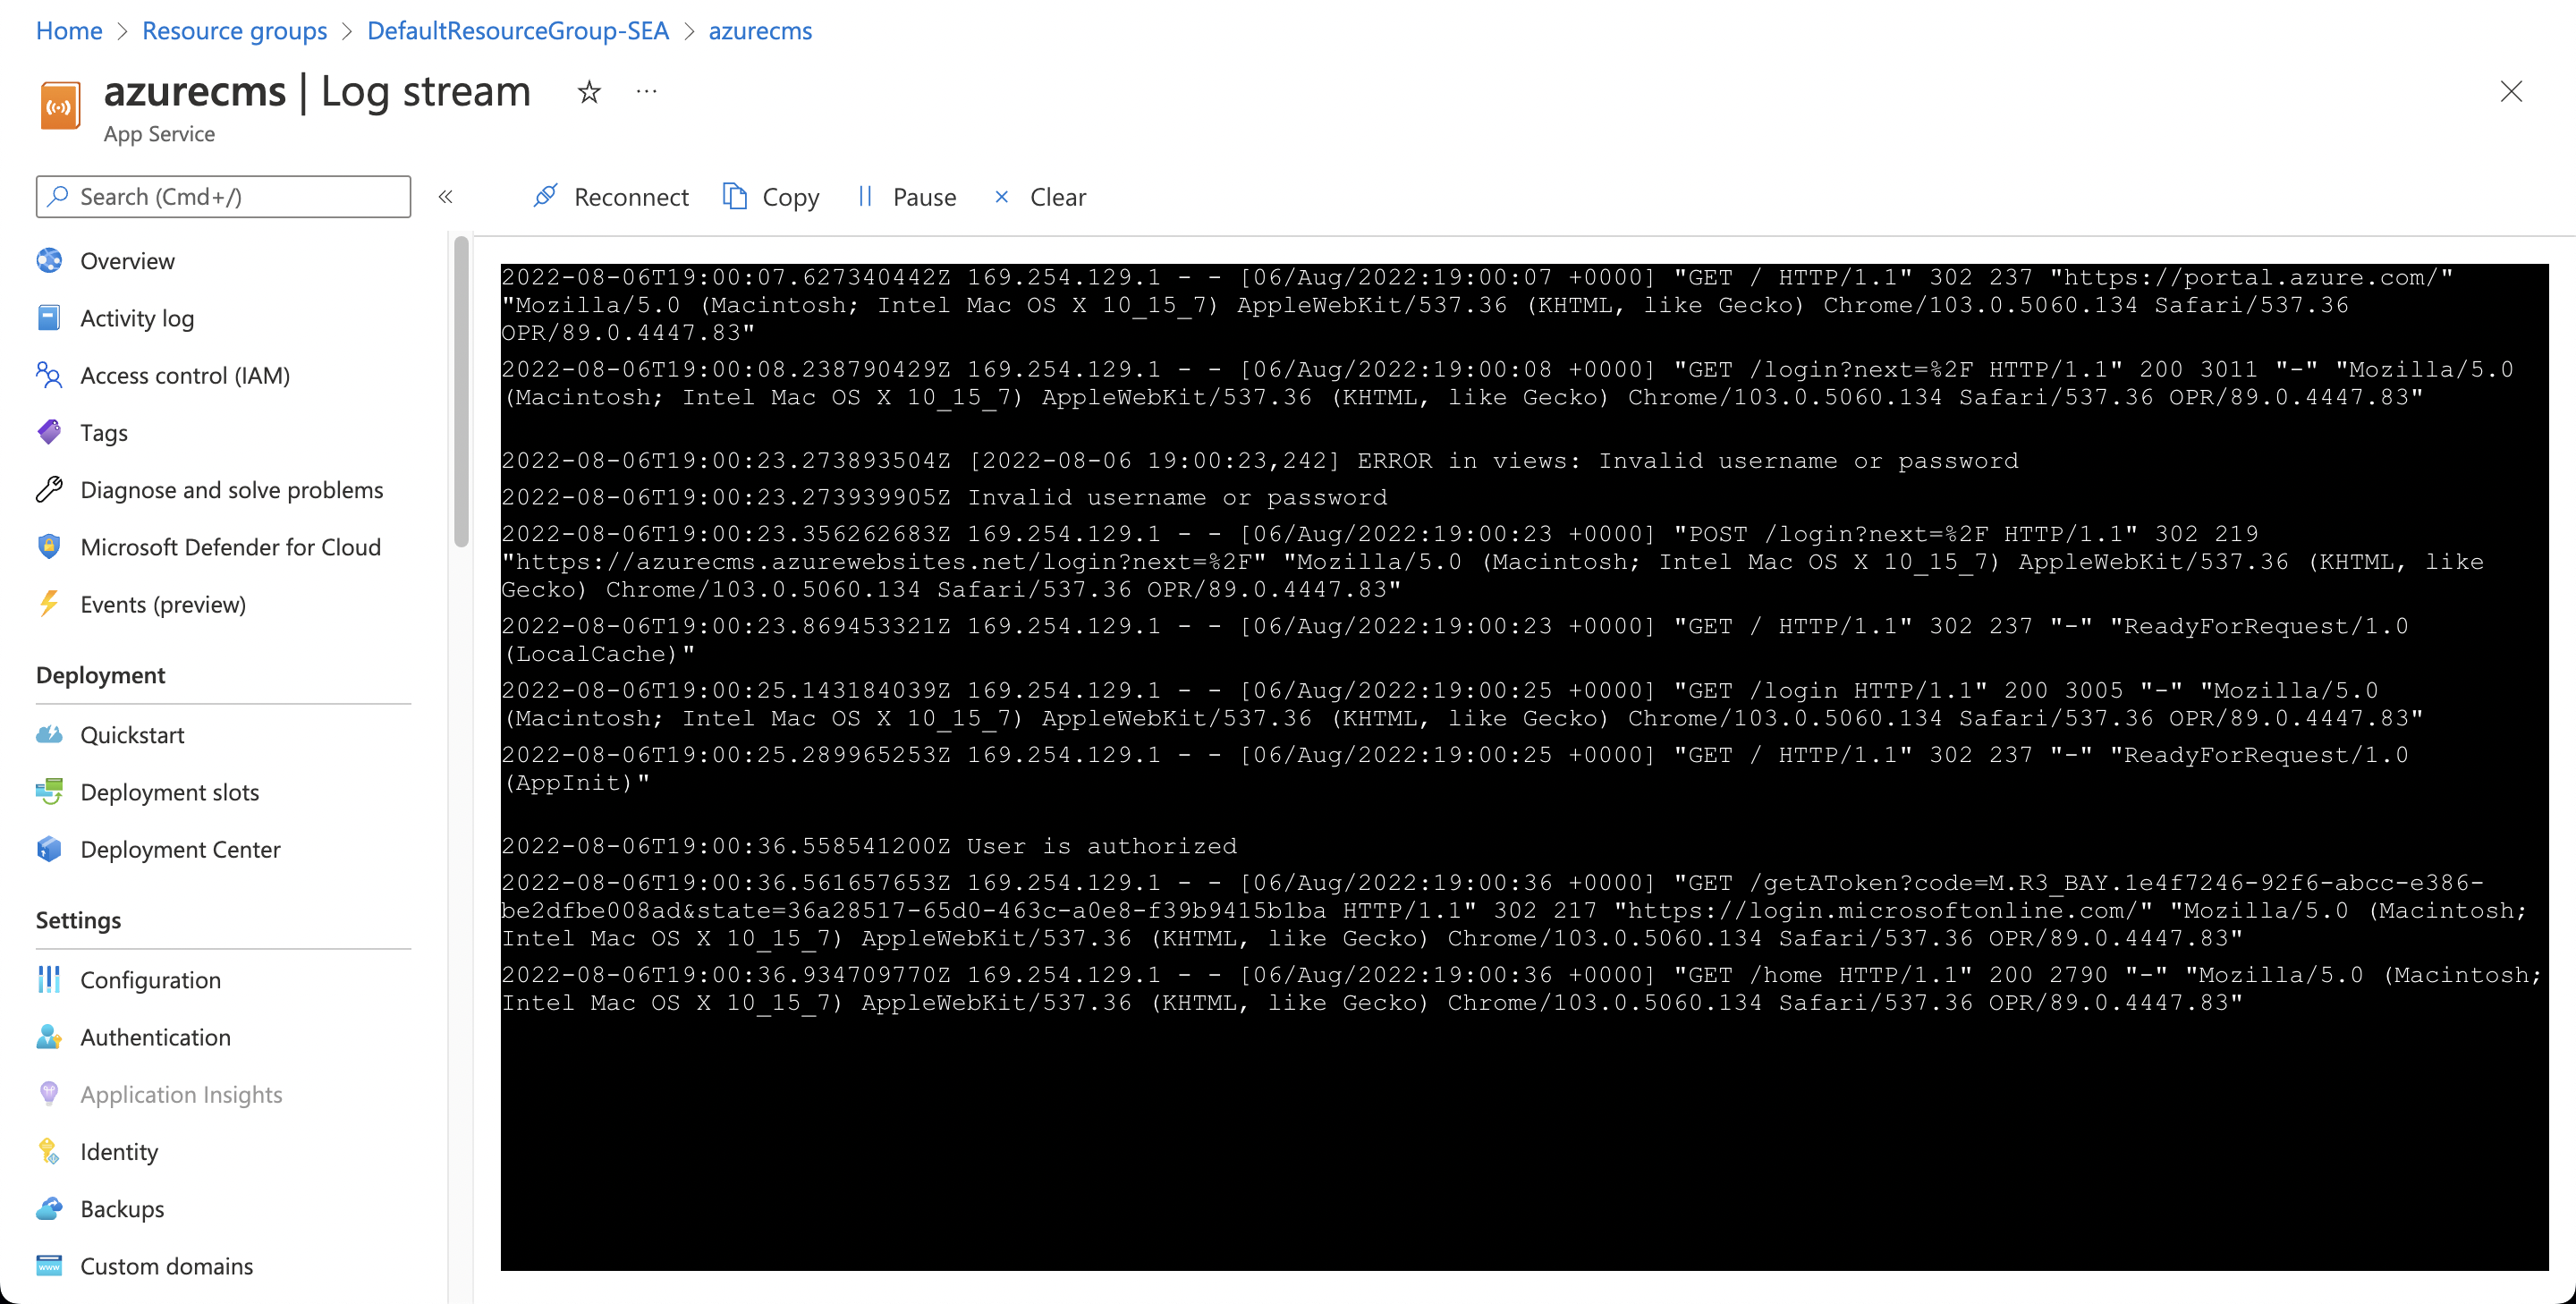 Home > Resource groups > DefaultResourceGroup-SEA > azurecms
azurecms | Log stream
App Service
Search (Cmd+/)
Reconnect Copy Pause Clear
Overview
Activity log
Access control (IAM)
Tags
Diagnose and solve problems
Microsoft Defender for Cloud
Events (preview)
Deployment
Quickstart
Deployment slots
Deployment Center
Settings
Configuration
Authentication
Application Insights
Identity
Backups
Custom domains
2022-08-06T19:00:07.627340442Z 169.254.129.1 - - [06/Aug/2022:19:00:07 +0000] "GET / HTTP/1.1" 302 237 "https://portal.azure.com/"
"Mozilla/5.0 (Macintosh; Intel Mac OS X 10_15_7) AppleWebKit/537.36 (KHTML, like Gecko) Chrome/103.0.5060.134 Safari/537.36
OPR/89.0.4447.83"
2022-08-06T19:00:08.238790429Z 169.254.129.1 - - [06/Aug/2022:19:00:08 +0000] "GET /login?next=%2F HTTP/1.1" 200 3011 "-" "Mozilla/5.0
(Macintosh; Intel Mac OS X 10_15_7) AppleWebKit/537.36 (KHTML, like Gecko) Chrome/103.0.5060.134 Safari/537.36 OPR/89.0.4447.83"
2022-08-06T19:00:23.273893504Z [2022-08-06 19:00:23,242] ERROR in views: Invalid username or password
2022-08-06T19:00:23.273939905Z Invalid username or password
2022-08-06T19:00:23.356262683Z 169.254.129.1 - - [06/Aug/2022:19:00:23 +0000] "POST /login?next=%2F HTTP/1.1" 302 219
"https://azurecms.azurewebsites.net/login?next=%2F" "Mozilla/5.0 (Macintosh; Intel Mac OS X 10_15_7) AppleWebKit/537.36 (KHTML, like
Gecko) Chrome/103.0.5060.134 Safari/537.36 OPR/89.0.4447.83"
2022-08-06T19:00:23.869453321Z 169.254.129.1 - - [06/Aug/2022:19:00:23 +0000] "GET / HTTP/1.1" 302 237 "-" "ReadyForRequest/1.0
(LocalCache)"
2022-08-06T19:00:25.143184039Z 169.254.129.1 - - [06/Aug/2022:19:00:25 +0000] "GET /login HTTP/1.1" 200 3005 "-" "Mozilla/5.0
(Macintosh; Intel Mac OS X 10_15_7) AppleWebKit/537.36 (KHTML, like Gecko) Chrome/103.0.5060.134 Safari/537.36 OPR/89.0.4447.83"
2022-08-06T19:00:25.289965253Z 169.254.129.1 - - [06/Aug/2022:19:00:25 +0000] "GET / HTTP/1.1" 302 237 "-" "ReadyForRequest/1.0
(AppInit)"
2022-08-06T19:00:36.558541200Z User is authorized
2022-08-06T19:00:36.561657653Z 169.254.129.1 - - [06/Aug/2022:19:00:36 +0000] "GET /getAToken?code=M.R3_BAY.1e4f7246-92f6-abcc-e386-
be2dfbe008ad&state=36a28517-65d0-463c-a0e8-f39b9415b1ba HTTP/1.1" 302 217 "https://login.microsoftonline.com/" "Mozilla/5.0 (Macintosh;
Intel Mac OS X 10_15_7) AppleWebKit/537.36 (KHTML, like Gecko) Chrome/103.0.5060.134 Safari/537.36 OPR/89.0.4447.83"
2022-08-06T19:00:36.934709770Z 169.254.129.1 - - [06/Aug/2022:19:00:36 +0000] "GET /home HTTP/1.1" 200 2790 "-" "Mozilla/5.0 (Macintosh;
Intel Mac OS X 10_15_7) AppleWebKit/537.36 (KHTML, like Gecko) Chrome/103.0.5060.134 Safari/537.36 OPR/89.0.4447.83"